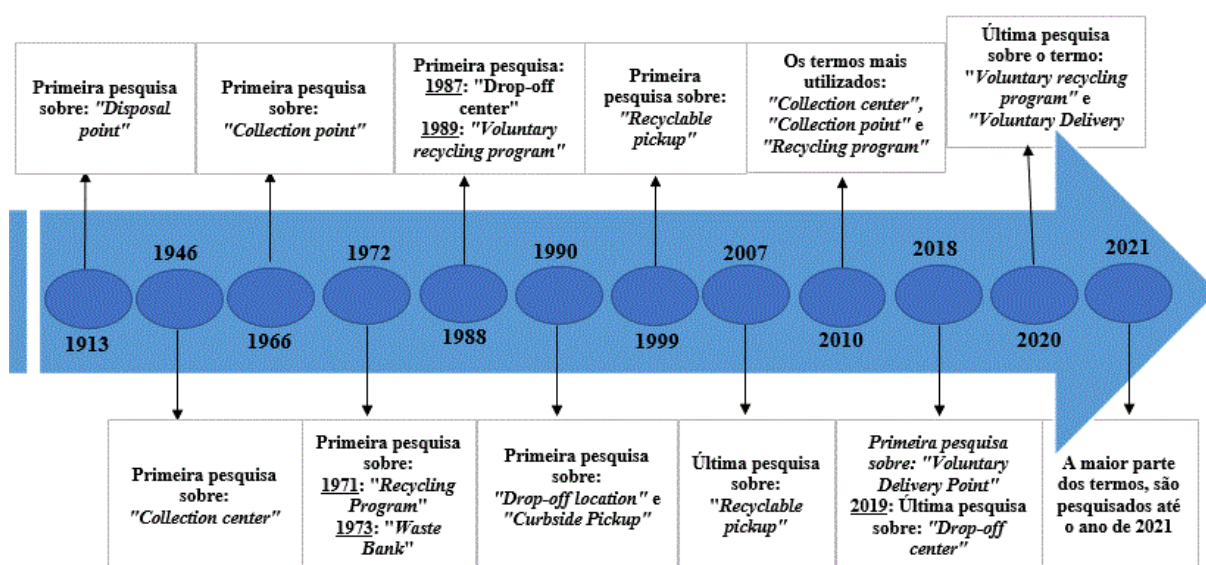 Primeira pesquisa
sobre: "Disposal
point"
Primeira pesquisa
sobre:
"Collection point"
Primeira pesquisa:
1987: "Drop-off
center"
1989: "Voluntary
recycling program"
Primeira
pesquisa sobre:
"Recyclable
pickup"
Os termos mais
utilizados:
"Collection center",
"Collection point" e
"Recycling program"
Última pesquisa
sobre o termo:
"Voluntary recycling
program" e
"Voluntary Delivery
1946
1972
1990
2007
2018
2021
1913
1966
1988
1999
2010
2020
Primeira pesquisa
sobre:
"Collection center"
Primeira pesquisa
sobre:
1971: "Recycling
Program"
1973: "Waste
Bank"
Primeira pesquisa
sobre:
"Drop-off location" e
"Curbside Pickup"
Última pesquisa
sobre:
"Recyclable
pickup"
Primeira pesquisa
sobre: "Voluntary
Delivery Point"
2019: Última pesquisa
sobre: "Drop-off
center"
A maior parte
dos termos, são
pesquisados até
o ano de 2021